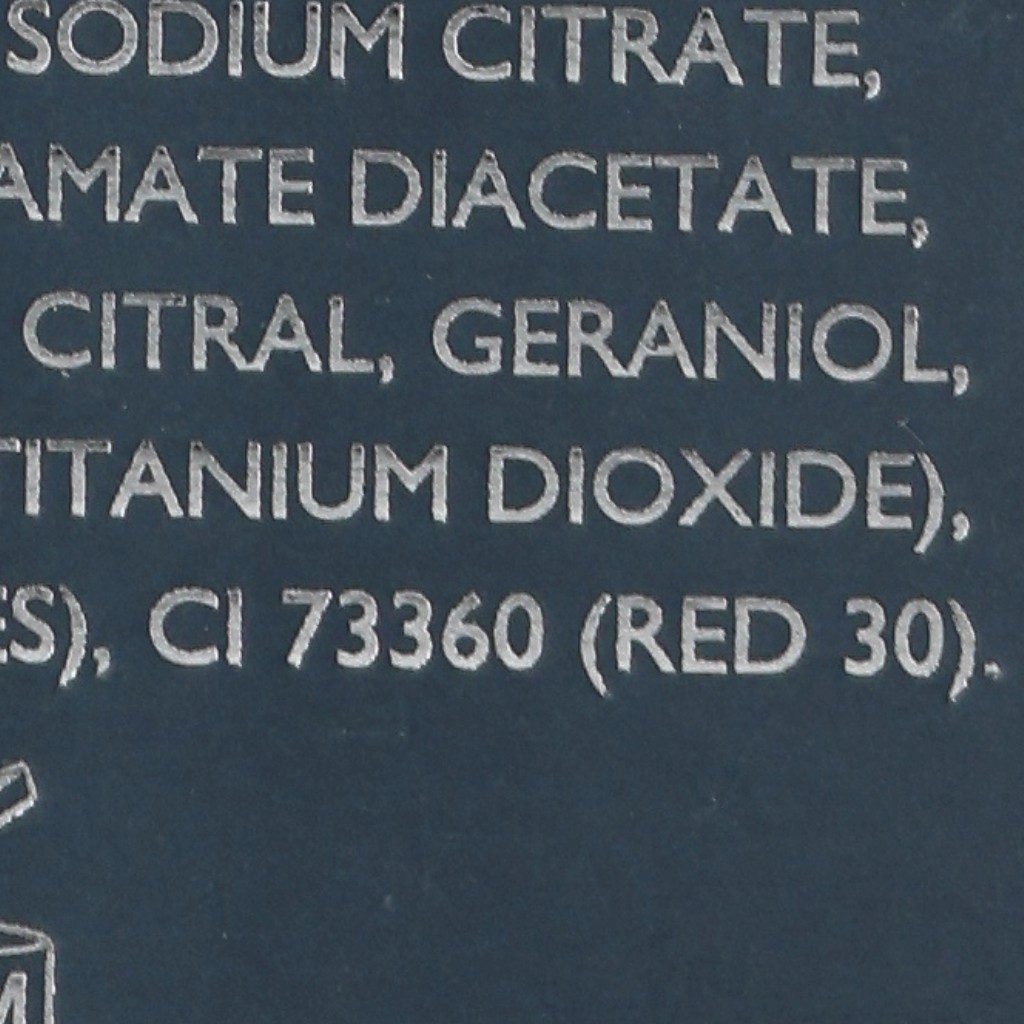 SODIUM CITRATE,
AMATE DIACETATE,
CITRAL, GERANIOL,
TITANIUM DIOXIDE),
ES), CI 73360 (RED 30).
M